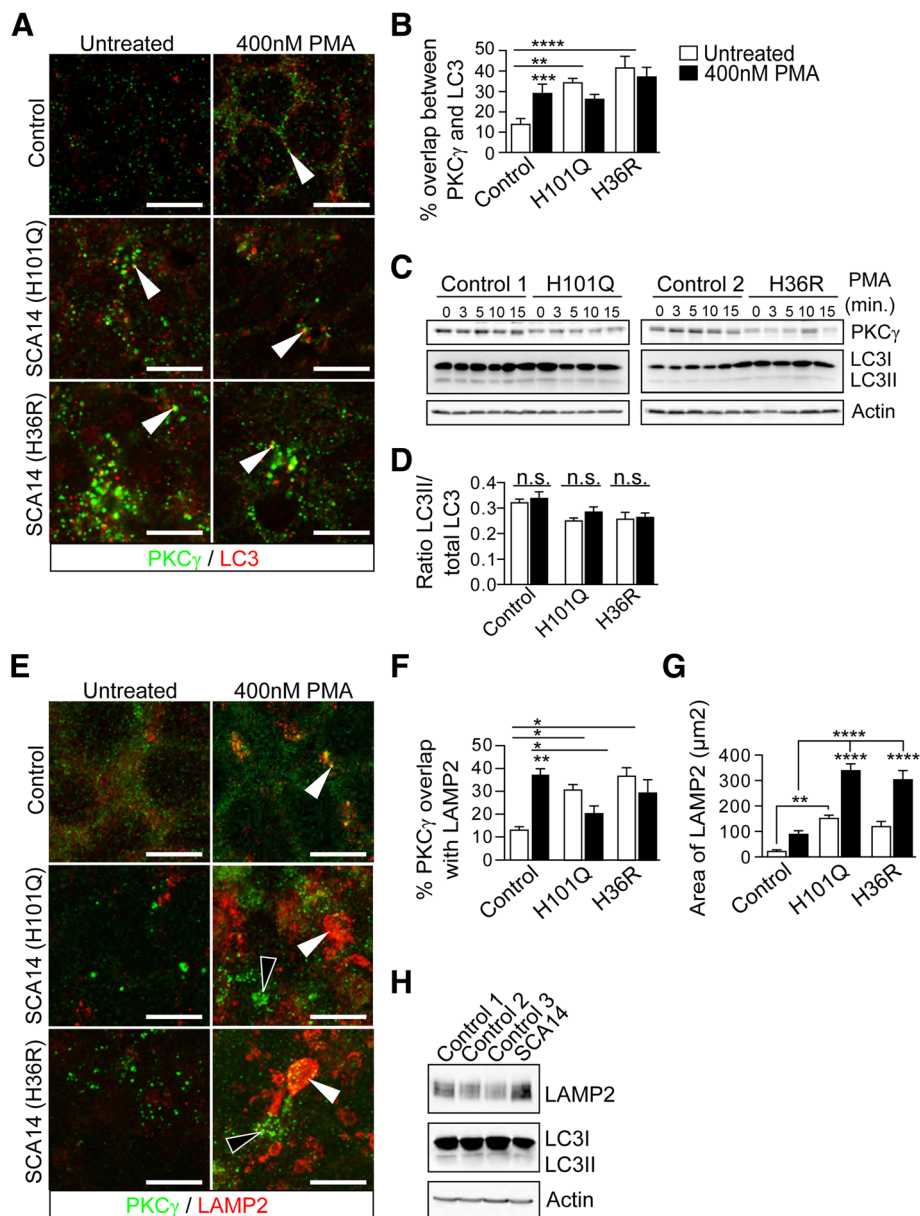 A
Untreated 400nM PMA
Control
SCA14 (H101Q)
SCA14 (H36R)
PKCγ / LC3
B
% overlap between
PKCγ and LC3
50
40
30
20
10
0
****
**
***
Control
H101Q
H36R
Untreated
400nM PMA
C
Control 1 H101Q Control 2 H36R PMA
0 3 5 10 15 0 3 5 10 15 0 3 5 10 15 0 3 5 10 15 (min.)
PKCγ
LC3I
LC3II
Actin
D
Ratio LC3II/
total LC3
0.4
0.3
0.2
0.1
0.0
n.s. n.s. n.s.
Control
H101Q
H36R
E
Untreated 400nM PMA
Control
SCA14 (H101Q)
SCA14 (H36R)
PKCγ / LAMP2
F
% PKCγ overlap
with LAMP2
50
40
30
20
10
0
*
*
*
**
Control
H101Q
H36R
G
Area of LAMP2 (µm2)
400
300
200
100
0
****
**** ****
**
Control
H101Q
H36R
H
Control 1
Control 2
Control 3
SCA14
LAMP2
LC3I
LC3II
Actin